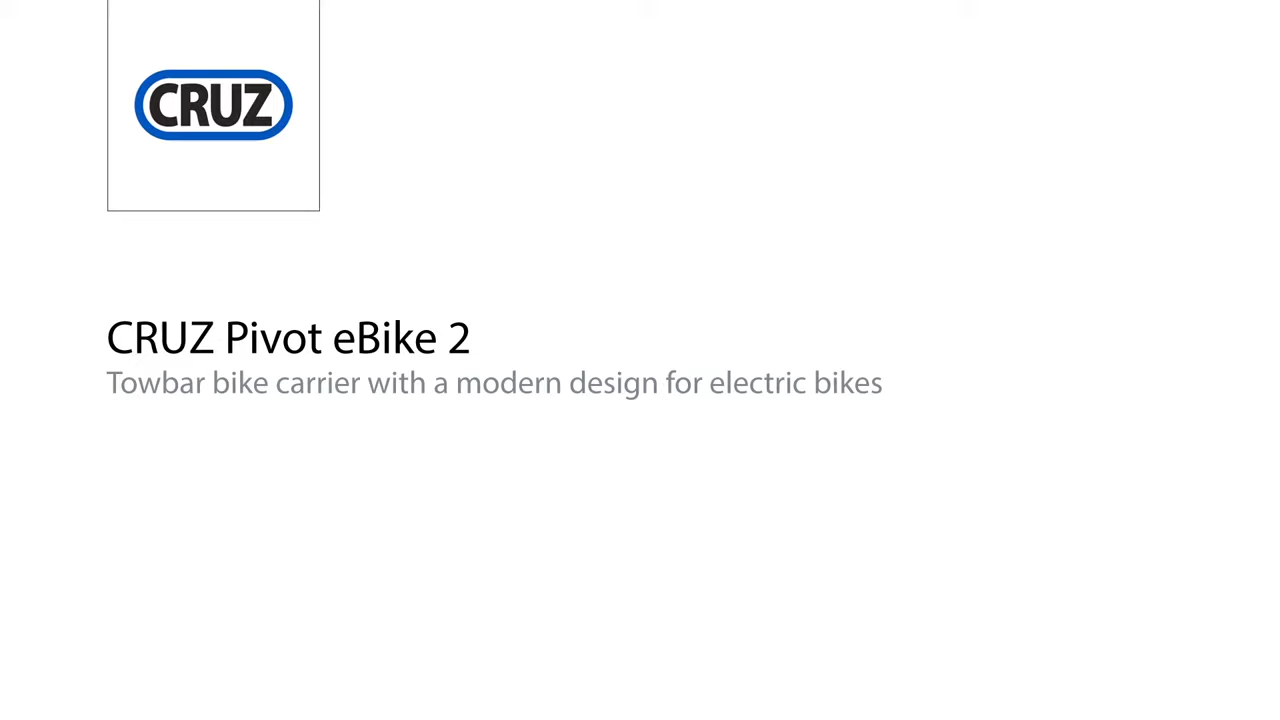 CRUZ
CRUZ Pivot eBike 2
Towbar bike carrier with a modern design for electric bikes